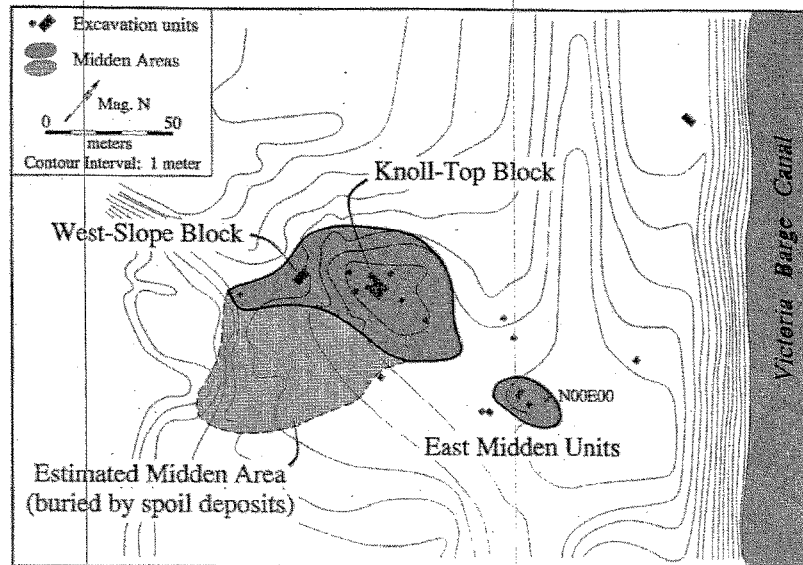 Excavation units
Midden Areas
Mag. N
0 50
meters
Contour Interval: 1 meter
Knoll-Top Block
West-Slope Block
Victoria Barge Canal
N00E00
East Midden Units
Estimated Midden Area
(buried by spoil deposits)